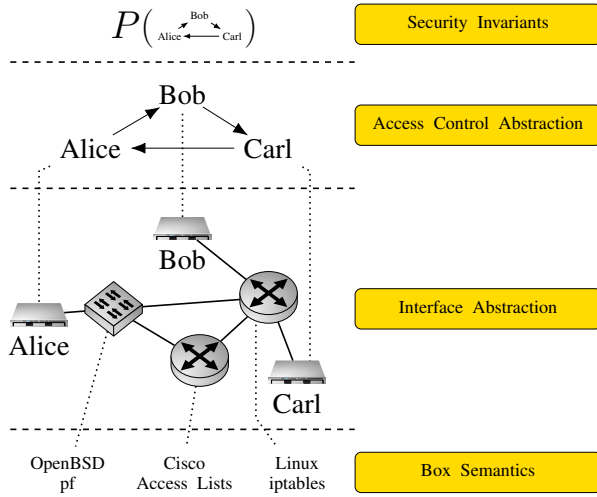 P( Bob
Alice Carl )
Security Invariants
Bob
Alice Carl
Access Control Abstraction
Bob
Alice
Carl
Interface Abstraction
OpenBSD
pf
Cisco
Access Lists
Linux
iptables
Box Semantics